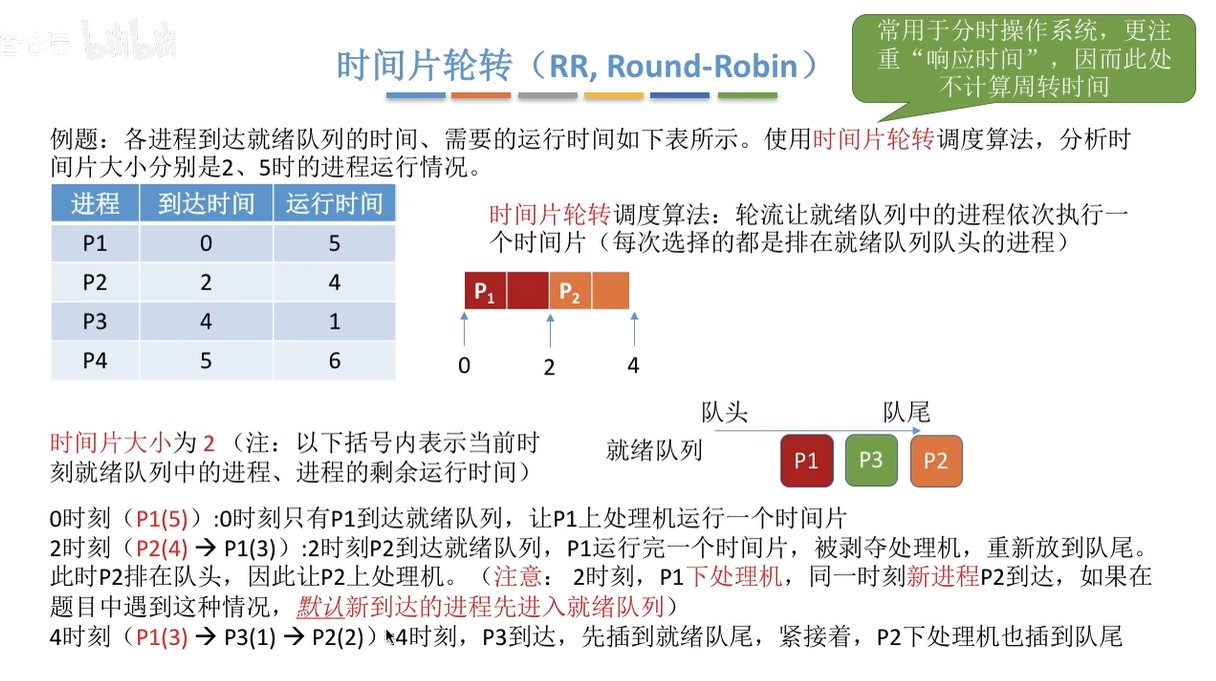 bilibili
时间片轮转（RR, Round-Robin）
常用于分时操作系统，更注
重“响应时间”，因而此处
不计算周转时间
例题：各进程到达就绪队列的时间、需要的运行时间如下表所示。使用时间片轮转调度算法，分析时
间片大小分别是2、5时的进程运行情况。
进程 到达时间 运行时间
P1 0 5
P2 2 4
P3 4 1
P4 5 6
时间片轮转调度算法：轮流让就绪队列中的进程依次执行一
个时间片（每次选择的都是排在就绪队列队头的进程）
P1 P2
0 2 4
队头 队尾
就绪队列
P1 P3 P2
时间片大小为 2 （注：以下括号内表示当前时
刻就绪队列中的进程、进程的剩余运行时间）
0时刻（P1(5)）:0时刻只有P1到达就绪队列，让P1上处理机运行一个时间片
2时刻（P2(4) → P1(3)）:2时刻P2到达就绪队列，P1运行完一个时间片，被剥夺处理机，重新放到队尾。
此时P2排在队头，因此让P2上处理机。（注意： 2时刻，P1下处理机，同一时刻新进程P2到达，如果在
题目中遇到这种情况，默认新到达的进程先进入就绪队列）
4时刻（P1(3) → P3(1) → P2(2)）:4时刻，P3到达，先插到就绪队尾，紧接着，P2下处理机也插到队尾